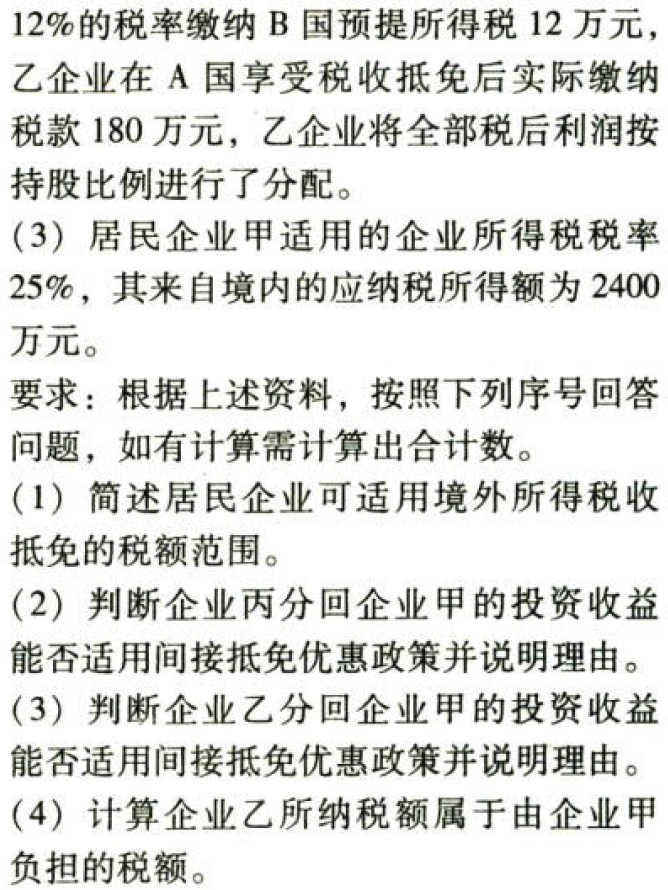 12%的税率缴纳 B 国预提所得税 12 万元，
乙企业在 A 国享受税收抵免后实际缴纳
税款 180 万元，乙企业将全部税后利润按
持股比例进行了分配。
（3）居民企业甲适用的企业所得税税率
25%，其来自境内的应纳税所得额为 2400
万元。
要求：根据上述资料，按照下列序号回答
问题，如有计算需计算出合计数。
（1）简述居民企业可适用境外所得税收
抵免的税额范围。
（2）判断企业丙分回企业甲的投资收益
能否适用间接抵免优惠政策并说明理由。
（3）判断企业乙分回企业甲的投资收益
能否适用间接抵免优惠政策并说明理由。
（4）计算企业乙所纳税额属于由企业甲
负担的税额。